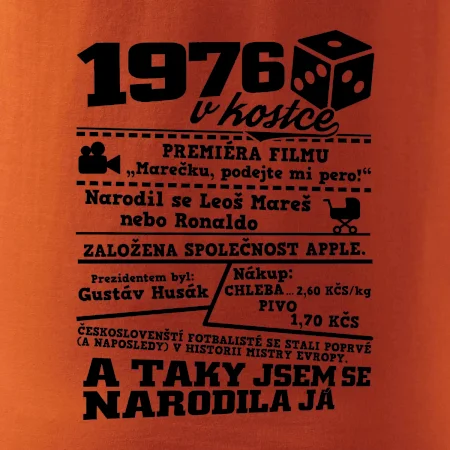 1976
v kostce
PREMIÉRA FILMU
„Marečku, podejte mi pero!“
Narodil se Leoš Mareš
nebo Ronaldo
ZALOŽENA SPOLEČNOST APPLE.
Prezidentem byl:
Gustáv Husák
Nákup:
CHLEBA... 2,60 KČS/kg
PIVO
1,70 KČS
ČESKOSLOVENŠTÍ FOTBALISTÉ SE STALI POPRVÉ
(A NAPOSLEDY) V HISTORII MISTRY EVROPY.
A TAKY JSEM SE
NARODILA JÁ